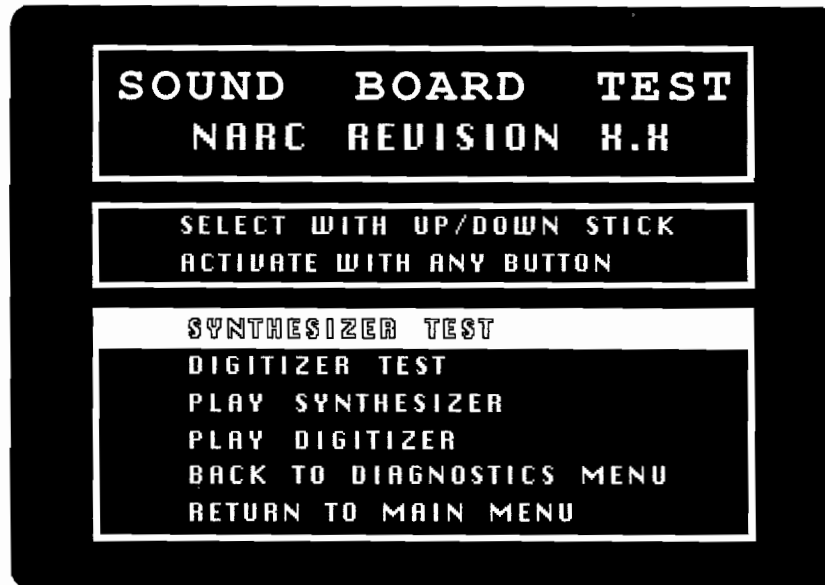 SOUND BOARD TEST
NARC REVISION X.X
SELECT WITH UP/DOWN STICK
ACTIVATE WITH ANY BUTTON
SYNTHESIZER TEST
DIGITIZER TEST
PLAY SYNTHESIZER
PLAY DIGITIZER
BACK TO DIAGNOSTICS MENU
RETURN TO MAIN MENU